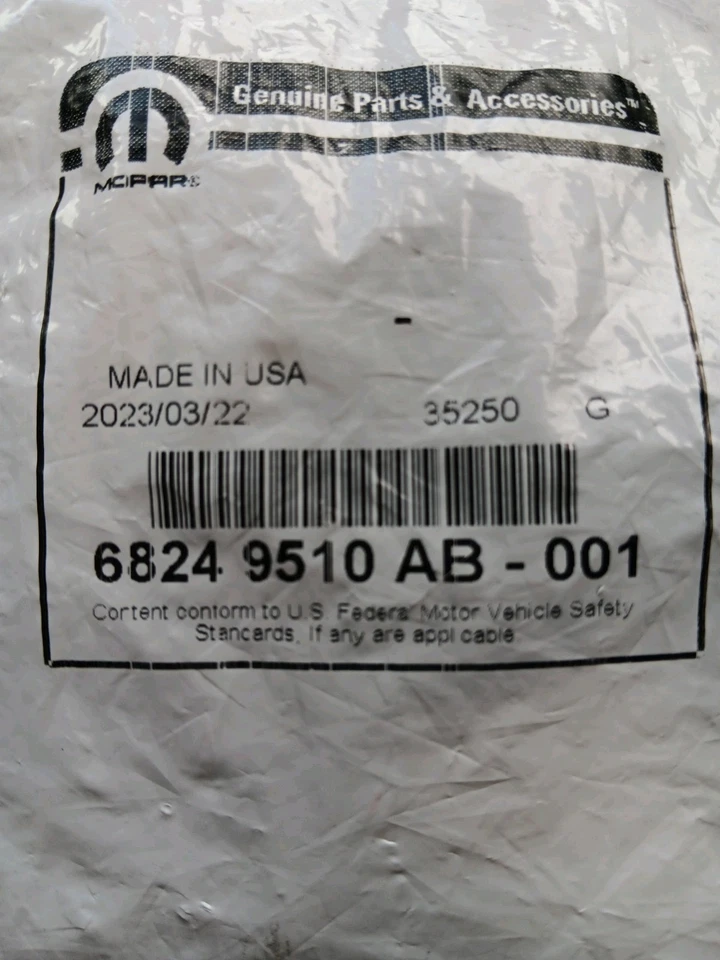 Genuine Parts & Accessories™
MOPAR®
-
MADE IN USA
2023/03/22 35250 G
6824 9510 AB - 001
Content conform to U.S. Federal Motor Vehicle Safety
Standards, If any are applicable